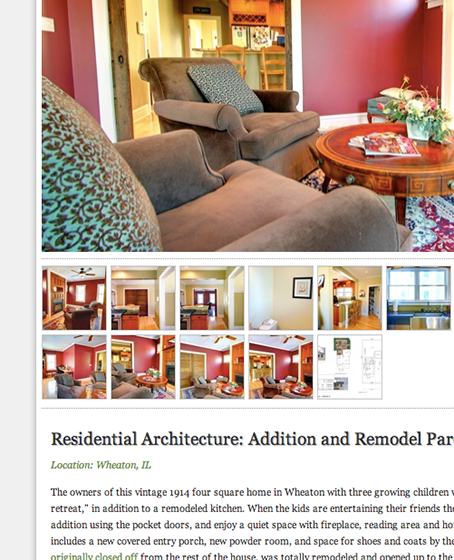 Residential Architecture: Addition and Remodel
Location: Wheaton, IL
The owners of this vintage 1914 four square home in Wheaton with three growing children
retreat," in addition to a remodeled kitchen. When the kids are entertaining their friends
addition using the pocket doors, and enjoy a quiet space with fireplace, reading area and
includes a new covered entry porch, new powder room, and space for shoes and coats by the
originally closed off from the rest of the house, was totally remodeled and opened up to the